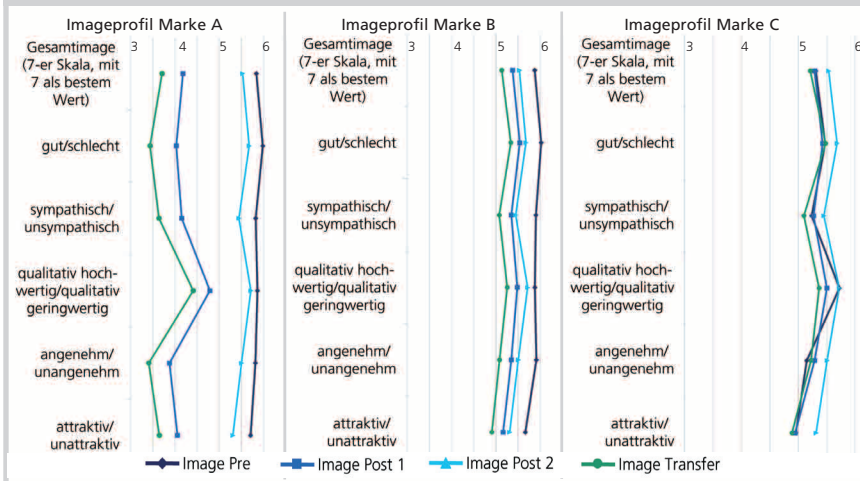 Imageprofil Marke A
3 4 5 6
Gesamtimage
(7-er Skala, mit
7 als bestem
Wert)
gut/schlecht
sympathisch/
unsympathisch
qualitativ hoch-
wertig/qualitativ
geringwertig
angenehm/
unangenehm
attraktiv/
unattraktiv
Imageprofil Marke B
3 4 5 6
Gesamtimage
(7-er Skala, mit
7 als bestem
Wert)
gut/schlecht
sympathisch/
unsympathisch
qualitativ hoch-
wertig/qualitativ
geringwertig
angenehm/
unangenehm
attraktiv/
unattraktiv
Imageprofil Marke C
3 4 5 6
Gesamtimage
(7-er Skala, mit
7 als bestem
Wert)
gut/schlecht
sympathisch/
unsympathisch
qualitativ hoch-
wertig/qualitativ
geringwertig
angenehm/
unangenehm
attraktiv/
unattraktiv
Image Pre Image Post 1 Image Post 2 Image Transfer